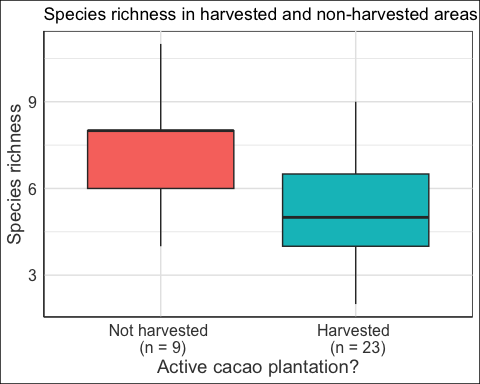 Species richness in harvested and non-harvested areas
Species richness
9
6
3
Not harvested
(n = 9)
Harvested
(n = 23)
Active cacao plantation?